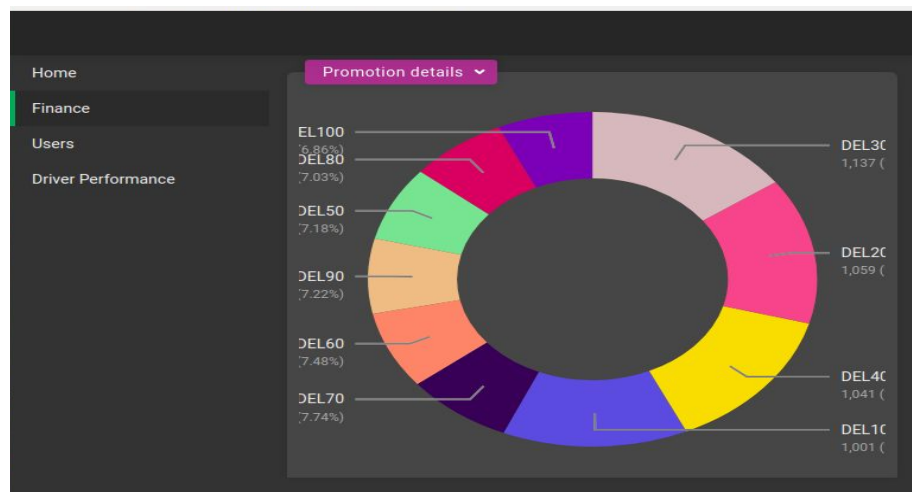 Home
Finance
Users
Driver Performance
Promotion details
EL100
(6.86%)
DEL80
(7.03%)
DEL50
(7.18%)
DEL90
(7.22%)
DEL60
(7.48%)
DEL70
(7.74%)
DEL30
1,137 (
DEL20
1,059 (
DEL40
1,041 (
DEL10
1,001 (